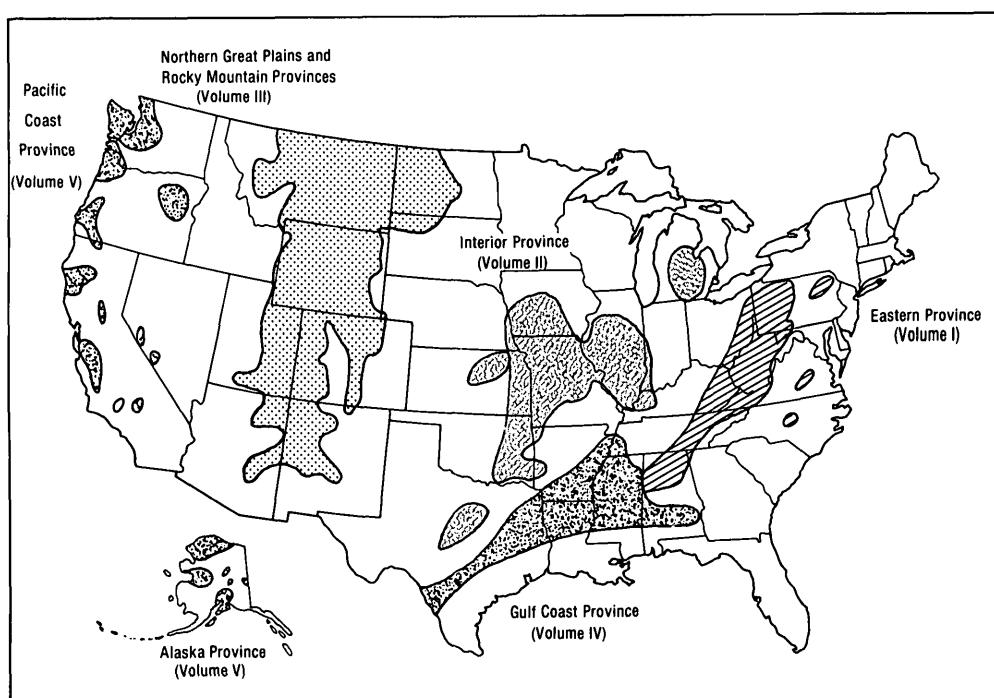 Northern Great Plains and
Rocky Mountain Provinces
(Volume III)
Pacific
Coast
Province
(Volume V)
Interior Province
(Volume II)
Eastern Province
(Volume I)
Gulf Coast Province
(Volume IV)
Alaska Province
(Volume V)